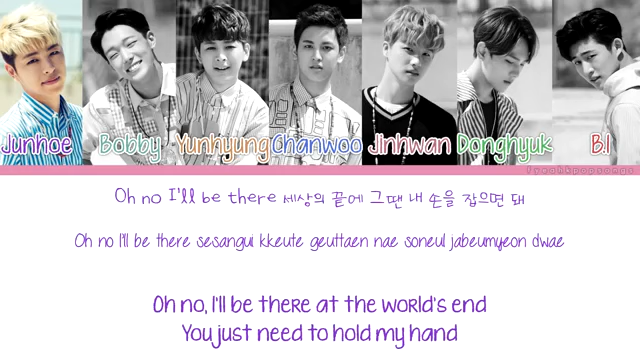 Junhoe Bobby Yunhyung Chanwoo Jinhwan Donghyuk B.I
lyeahkpopsongs
Oh no I'll be there 세상의 끝에 그땐 내 손을 잡으면 돼
Oh no I'll be there sesangui kkeute geuttaen nae soneul jabeumyeon dwae
Oh no, I'll be there at the world's end
You just need to hold my hand